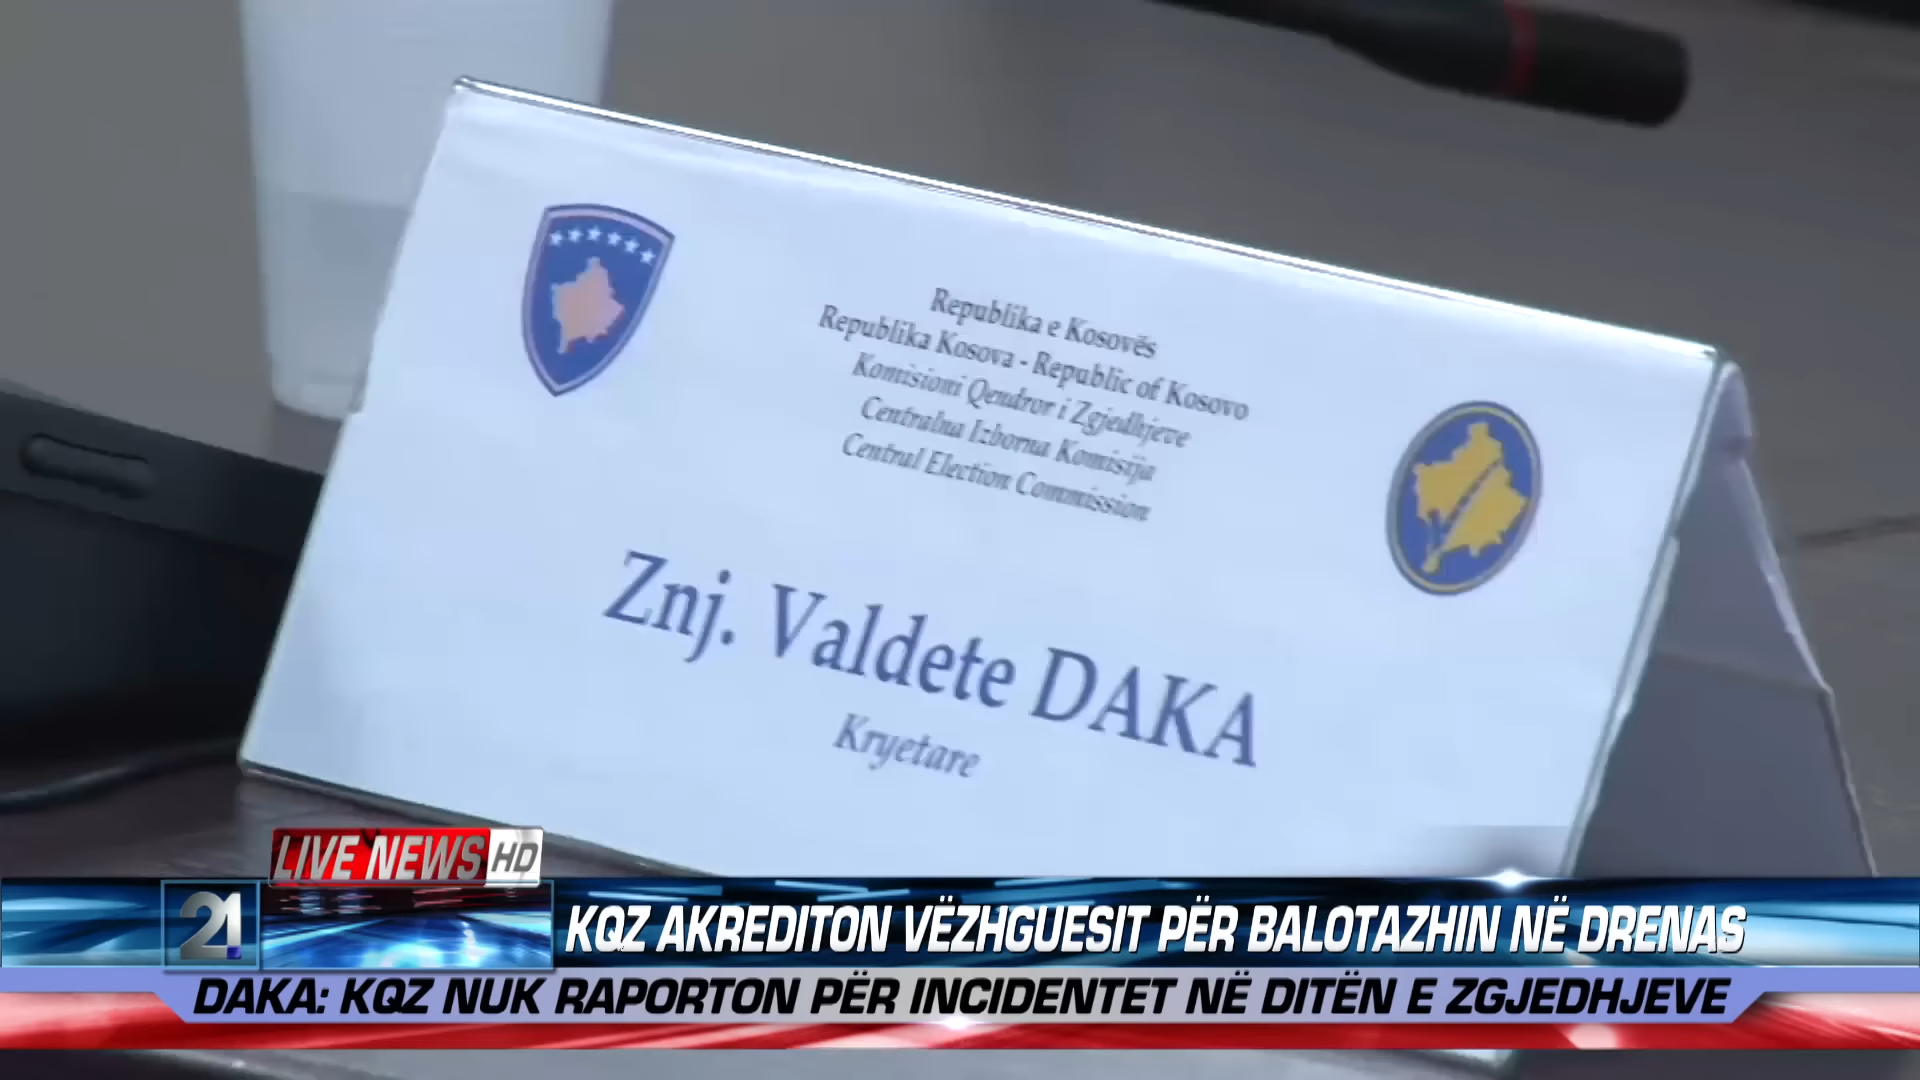 Republika e Kosovës
Republika Kosova - Republic of Kosovo
Komisioni Qendror i Zgjedhjeve
Centralna Izborna Komisija
Central Election Commission
Znj. Valdete DAKA
Kryetare
LIVE NEWS HD
21
KQZ AKREDITON VËZHGUESIT PËR BALOTAZHIN NË DRENAS
DAKA: KQZ NUK RAPORTON PËR INCIDENTET NË DITËN E ZGJEDHJEVE